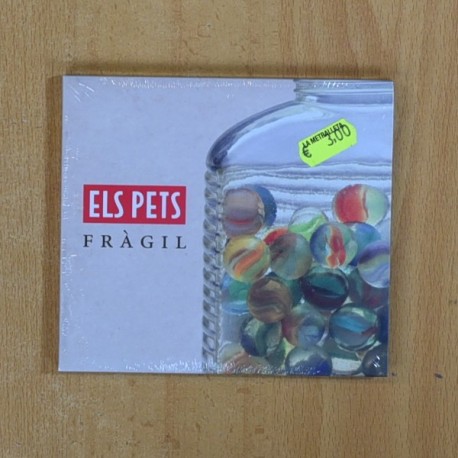 LA METRALLETA
€ 3,00
ELS PETS
FRÀGIL